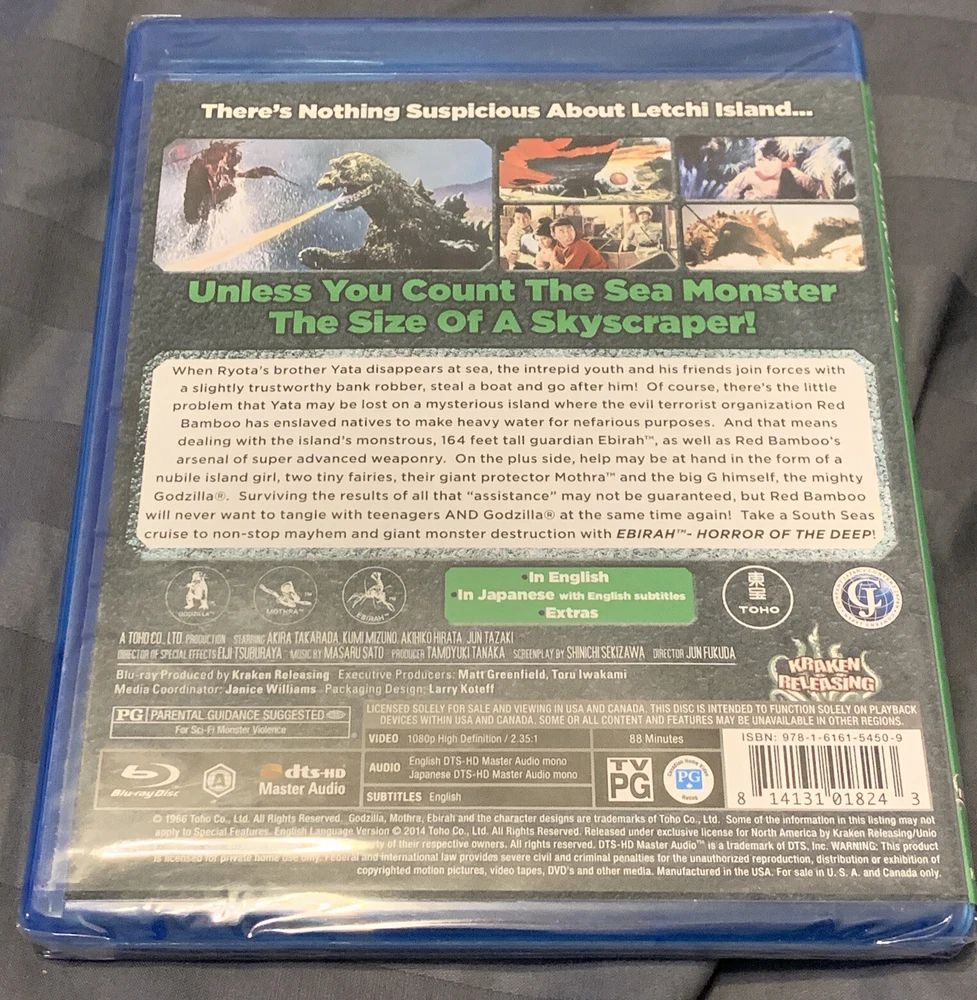 There's Nothing Suspicious About Letchi Island...
Unless You Count The Sea Monster
The Size Of A Skyscraper!
When Ryota's brother Yata disappears at sea, the intrepid youth and his friends join forces with
a slightly trustworthy bank robber, steal a boat and go after him! Of course, there's the little
problem that Yata may be lost on a mysterious island where the evil terrorist organization Red
Bamboo has enslaved natives to make heavy water for nefarious purposes. And that means
dealing with the island's monstrous, 164 feet tall guardian Ebirah™, as well as Red Bamboo's
arsenal of super advanced weaponry. On the plus side, help may be at hand in the form of a
nubile island girl, two tiny fairies, their giant protector Mothra™ and the big G himself, the mighty
Godzilla®. Surviving the results of all that "assistance" may not be guaranteed, but Red Bamboo
will never want to tangle with teenagers AND Godzilla® at the same time again! Take a South Seas
cruise to non-stop mayhem and giant monster destruction with EBIRAH™- HORROR OF THE DEEP!
GODZILLA
MOTHRA™
EBIRAH™
•In English
•In Japanese with English subtitles
•Extras
東宝
TOHO
A TOHO CO., LTD. PRODUCTION STARRING AKIRA TAKARADA, KUMI MIZUNO, AKIHIKO HIRATA, JUN TAZAKI
DIRECTOR OF SPECIAL EFFECTS EIJI TSUBURAYA MUSIC BY MASARU SATO PRODUCER TAMOYUKI TANAKA SCREENPLAY BY SHINICHI SEKIZAWA DIRECTOR JUN FUKUDA
Blu-ray Produced by Kraken Releasing Executive Producers: Matt Greenfield, Toru Iwakami
Media Coordinator: Janice Williams Packaging Design: Larry Koteff
KRAKEN
RELEASING
PG PARENTAL GUIDANCE SUGGESTED
For Sci-Fi Monster Violence
LICENSED SOLELY FOR SALE AND VIEWING IN USA AND CANADA. THIS DISC IS INTENDED TO FUNCTION SOLELY ON PLAYBACK
DEVICES WITHIN USA AND CANADA. SOME OR ALL CONTENT AND FEATURES MAY BE UNAVAILABLE IN OTHER REGIONS.
VIDEO 1080p High Definition / 2.35:1
88 Minutes
AUDIO English DTS-HD Master Audio mono
Japanese DTS-HD Master Audio mono
SUBTITLES English
Blu-ray Disc
A
dts-HD
Master Audio
TV
PG
Canadian Home Video
PG
Rating
ISBN: 978-1-6161-5450-9
8 14131 01824 3
© 1966 Toho Co., Ltd. All Rights Reserved. Godzilla, Mothra, Ebirah and the character designs are trademarks of Toho Co., Ltd. Some of the information in this listing may not
apply to Special Features. English Language Version © 2014 Toho Co., Ltd. All Rights Reserved. Released under exclusive license for North America by Kraken Releasing/Unio
of their respective owners. All rights reserved. DTS-HD Master Audio™ is a trademark of DTS, Inc. WARNING: This product
is licensed for private home use only. Federal and international law provides severe civil and criminal penalties for the unauthorized reproduction, distribution or exhibition of
copyrighted motion pictures, video tapes, DVD's and other media. Manufactured in the USA. For sale in U. S. A. and Canada only.